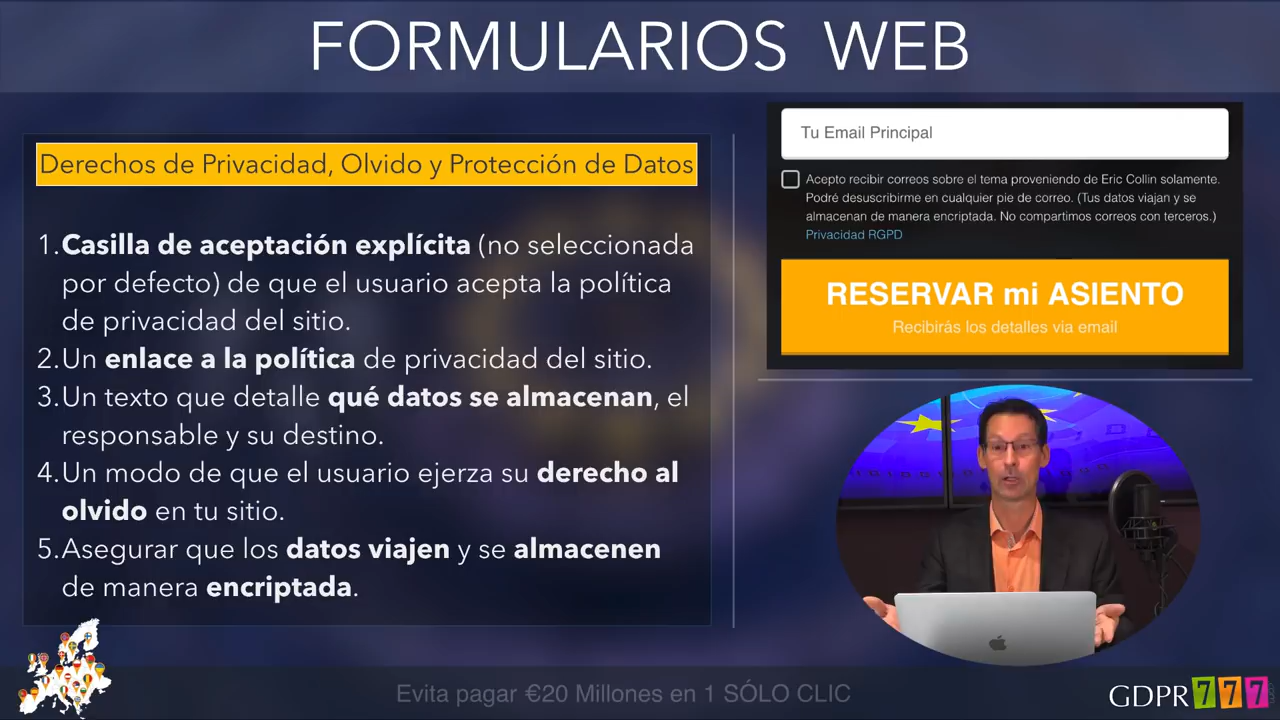 FORMULARIOS WEB
Derechos de Privacidad, Olvido y Protección de Datos
1. Casilla de aceptación explícita (no seleccionada
por defecto) de que el usuario acepta la política
de privacidad del sitio.
2. Un enlace a la política de privacidad del sitio.
3. Un texto que detalle qué datos se almacenan, el
responsable y su destino.
4. Un modo de que el usuario ejerza su derecho al
olvido en tu sitio.
5. Asegurar que los datos viajen y se almacenen
de manera encriptada.
Tu Email Principal
Acepto recibir correos sobre el tema proveniendo de Eric Collin solamente.
Podré desuscribirme en cualquier pie de correo. (Tus datos viajan y se
almacenan de manera encriptada. No compartimos correos con terceros.)
Privacidad RGPD
RESERVAR mi ASIENTO
Recibirás los detalles via email
Evita pagar €20 Millones en 1 SÓLO CLIC
GDPR777